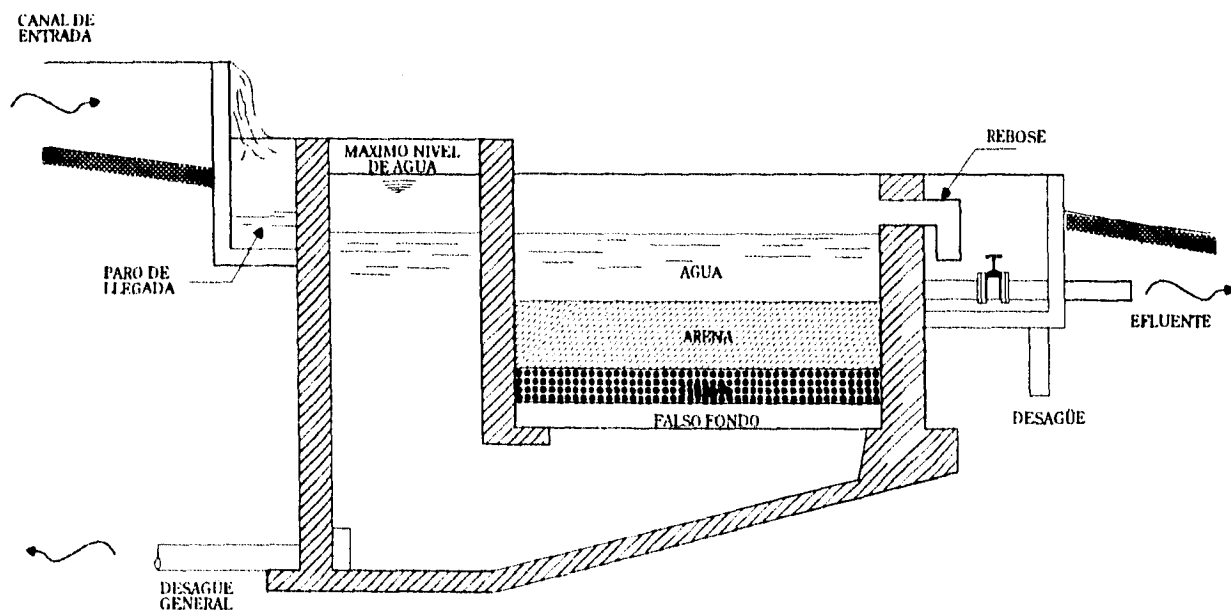 CANAL DE
ENTRADA
MAXIMO NIVEL
DE AGUA
REBOSE
PARO DE
LLEGADA
AGUA
ARENA
EFLUENTE
FALSO FONDO
DESAGÜE
DESAGUE
GENERAL